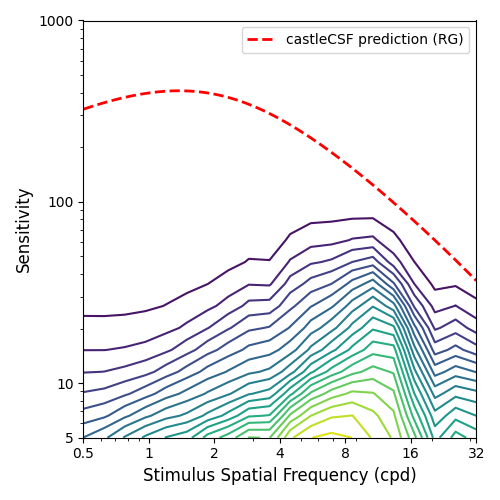 1000
castleCSF prediction (RG)
100
Sensitivity
10
5
0.5 1 2 4 8 16 32
Stimulus Spatial Frequency (cpd)